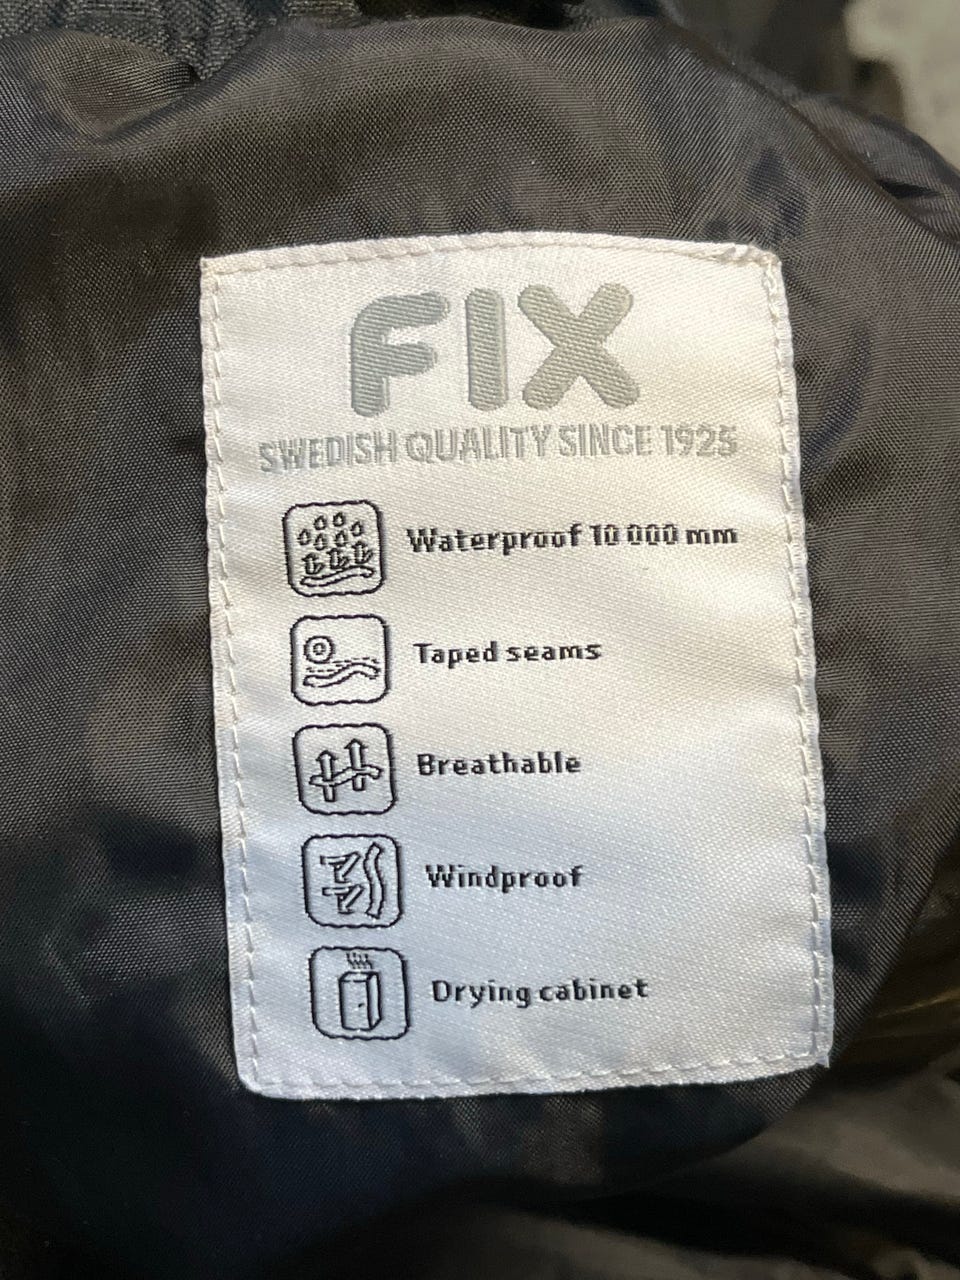 FIX
SWEDISH QUALITY SINCE 1925
Waterproof 10 000 mm
Taped seams
Breathable
Windproof
Drying cabinet